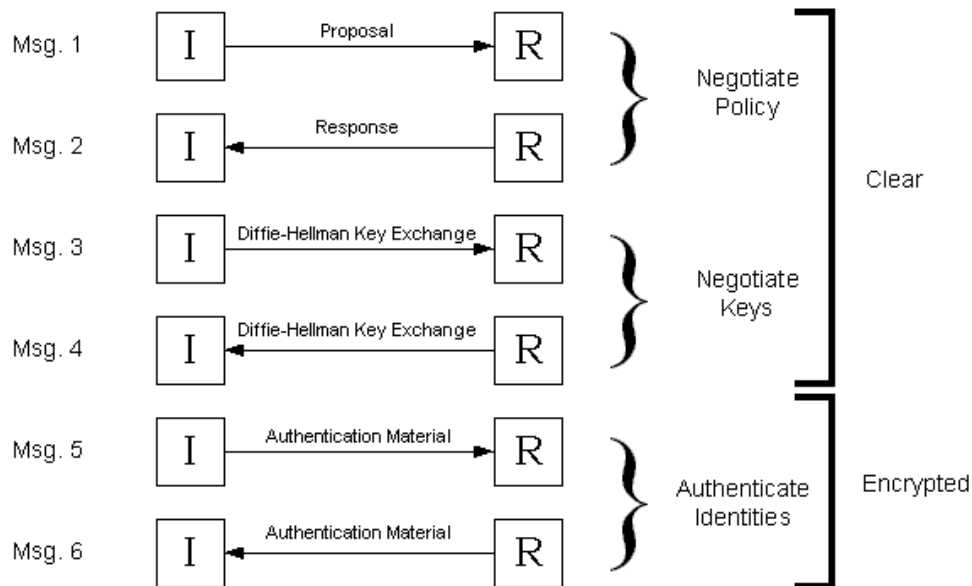 Msg. 1
I
Proposal
R
Negotiate
Policy
Msg. 2
I
Response
R
Clear
Msg. 3
I
Diffie-Hellman Key Exchange
R
Negotiate
Keys
Msg. 4
I
Diffie-Hellman Key Exchange
R
Msg. 5
I
Authentication Material
R
Authenticate
Identities
Encrypted
Msg. 6
I
Authentication Material
R